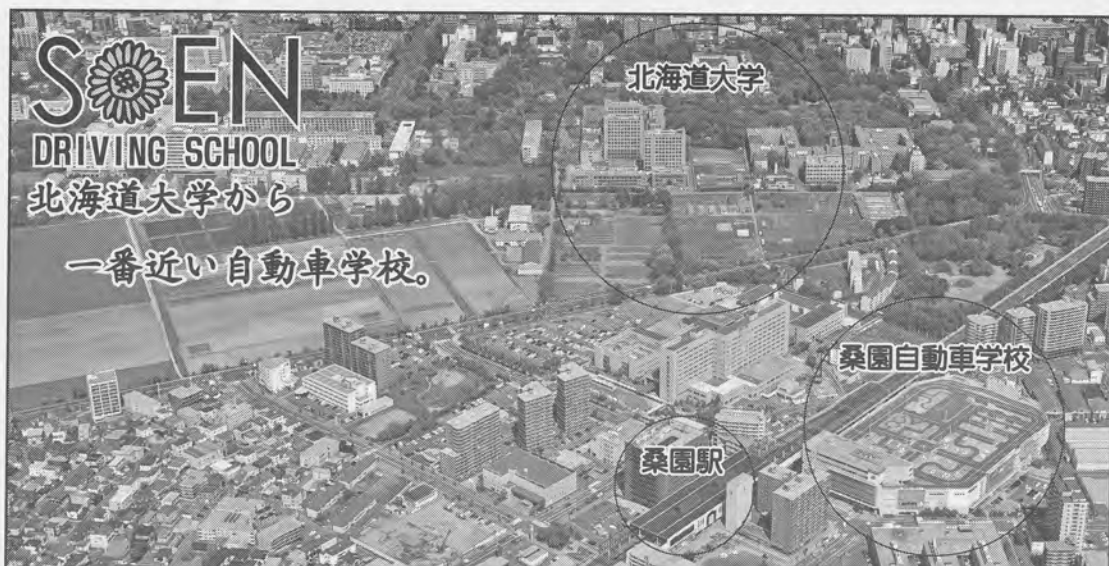 SOEN
DRIVING SCHOOL
北海道大学から
一番近い自動車学校。
北海道大学
桑園自動車学校
桑園駅